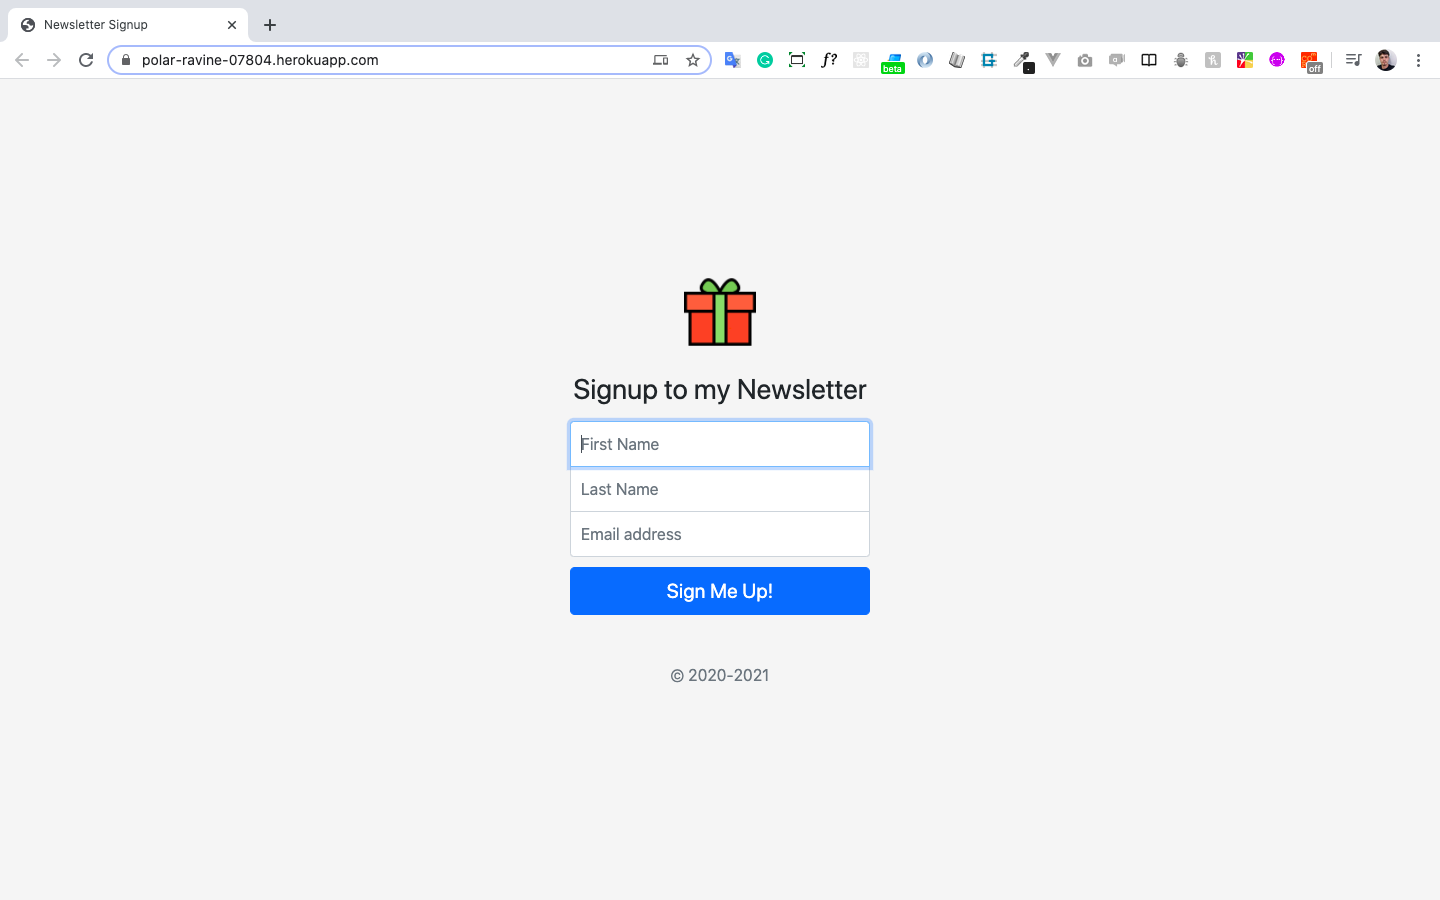 Newsletter Signup
polar-ravine-07804.herokuapp.com
f?
beta
off
Signup to my Newsletter
First Name
Last Name
Email address
Sign Me Up!
© 2020-2021